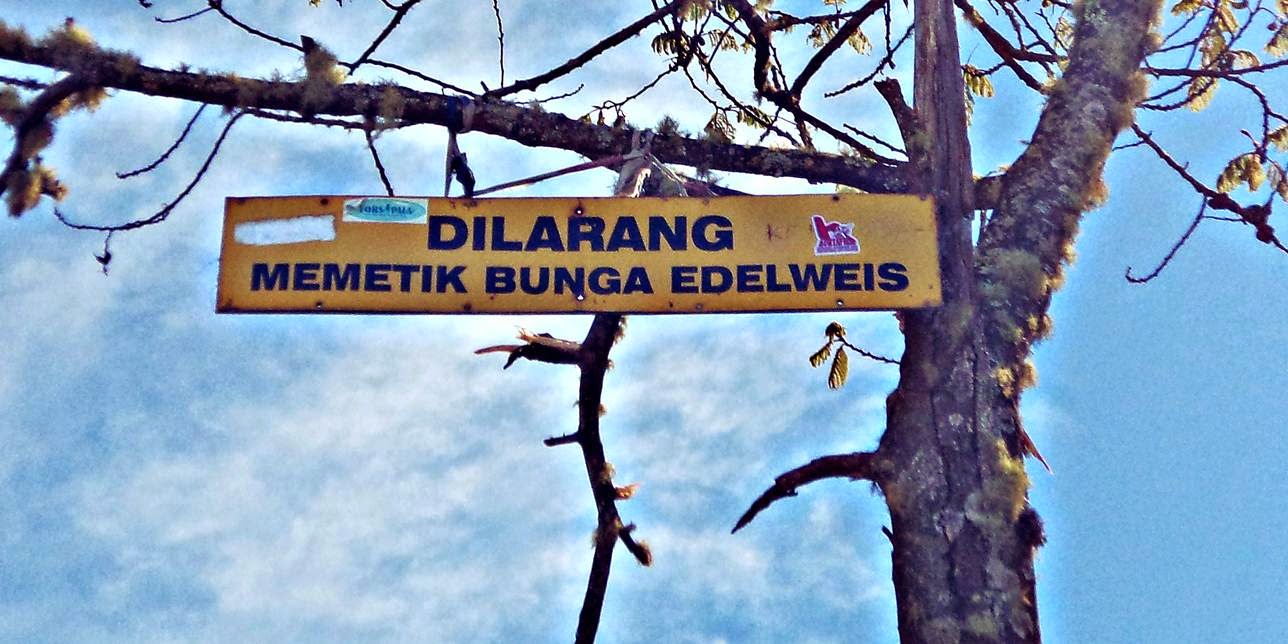 DILARANG
MEMETIK BUNGA EDELWEIS